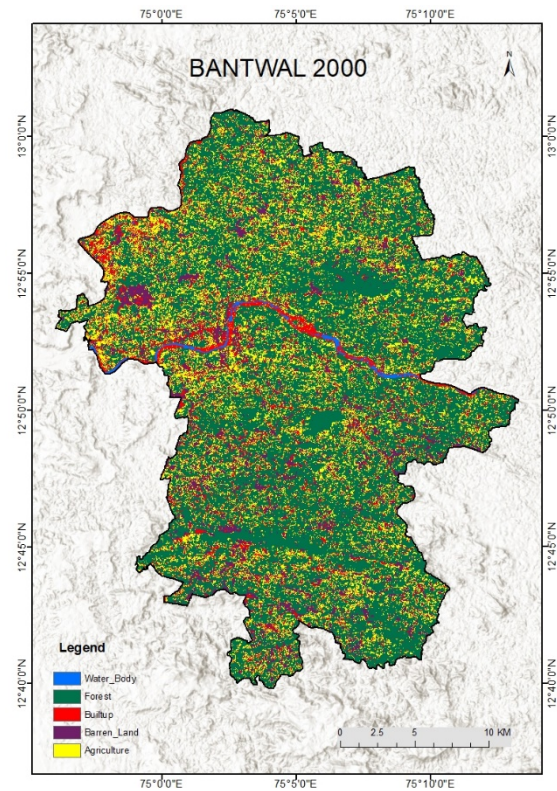 75°0'0"E 75°5'0"E 75°10'0"E
BANTWAL 2000
N
13°0'0"N 13°0'0"N
12°55'0"N 12°55'0"N
12°50'0"N 12°50'0"N
12°45'0"N 12°45'0"N
12°40'0"N 12°40'0"N
Legend
Water_Body
Forest
Builtup
Barren_Land
Agriculture
0 2.5 5 10 KM
75°0'0"E 75°5'0"E 75°10'0"E